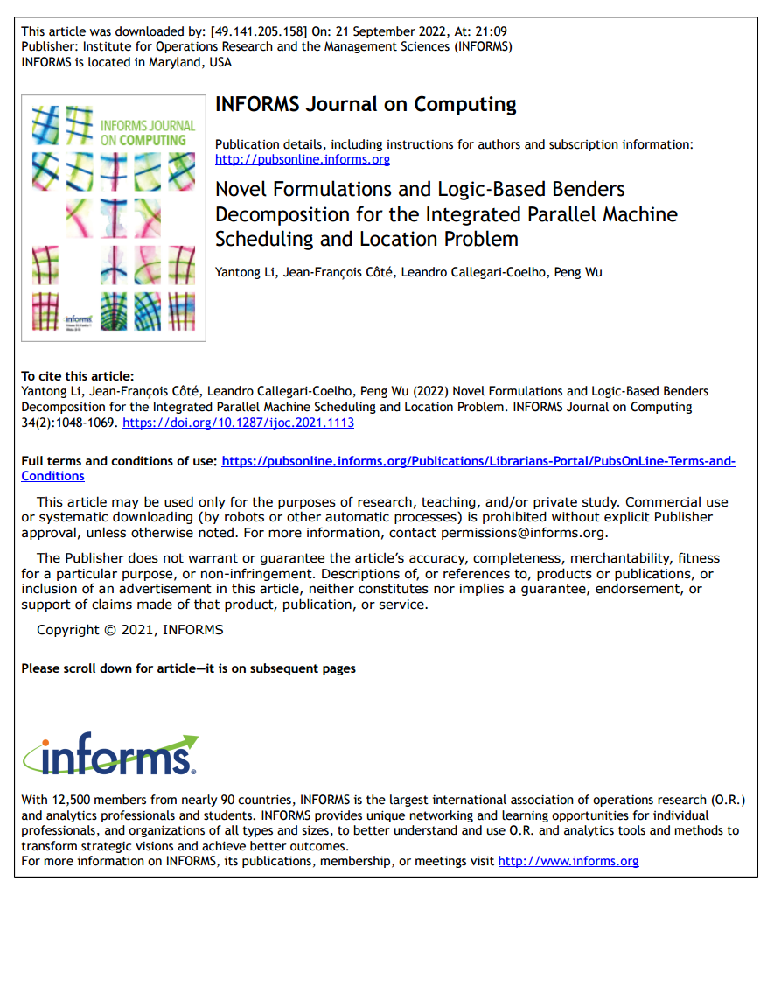 This article was downloaded by: [49.141.205.158] On: 21 September 2022, At: 21:09
Publisher: Institute for Operations Research and the Management Sciences (INFORMS)
INFORMS is located in Maryland, USA
INFORMS JOURNAL
ON COMPUTING
informs
INFORMS Journal on Computing
Publication details, including instructions for authors and subscription information:
http://pubsonline.informs.org
Novel Formulations and Logic-Based Benders
Decomposition for the Integrated Parallel Machine
Scheduling and Location Problem
Yantong Li, Jean-François Côté, Leandro Callegari-Coelho, Peng Wu
To cite this article:
Yantong Li, Jean-François Côté, Leandro Callegari-Coelho, Peng Wu (2022) Novel Formulations and Logic-Based Benders
Decomposition for the Integrated Parallel Machine Scheduling and Location Problem. INFORMS Journal on Computing
34(2):1048-1069. https://doi.org/10.1287/ijoc.2021.1113
Full terms and conditions of use: https://pubsonline.informs.org/Publications/Librarians-Portal/PubsOnLine-Terms-and-
Conditions
This article may be used only for the purposes of research, teaching, and/or private study. Commercial use
or systematic downloading (by robots or other automatic processes) is prohibited without explicit Publisher
approval, unless otherwise noted. For more information, contact permissions@informs.org.
The Publisher does not warrant or guarantee the article's accuracy, completeness, merchantability, fitness
for a particular purpose, or non-infringement. Descriptions of, or references to, products or publications, or
inclusion of an advertisement in this article, neither constitutes nor implies a guarantee, endorsement, or
support of claims made of that product, publication, or service.
Copyright © 2021, INFORMS
Please scroll down for article—it is on subsequent pages
informs®
With 12,500 members from nearly 90 countries, INFORMS is the largest international association of operations research (O.R.)
and analytics professionals and students. INFORMS provides unique networking and learning opportunities for individual
professionals, and organizations of all types and sizes, to better understand and use O.R. and analytics tools and methods to
transform strategic visions and achieve better outcomes.
For more information on INFORMS, its publications, membership, or meetings visit http://www.informs.org